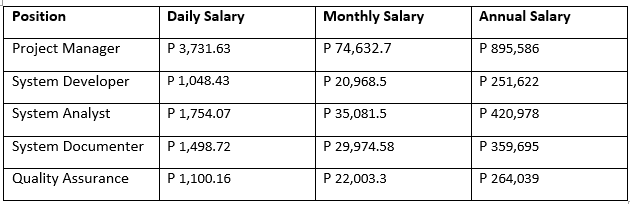 Position Daily Salary Monthly Salary Annual Salary
Project Manager P 3,731.63 P 74,632.7 P 895,586
System Developer P 1,048.43 P 20,968.5 P 251,622
System Analyst P 1,754.07 P 35,081.5 P 420,978
System Documenter P 1,498.72 P 29,974.58 P 359,695
Quality Assurance P 1,100.16 P 22,003.3 P 264,039